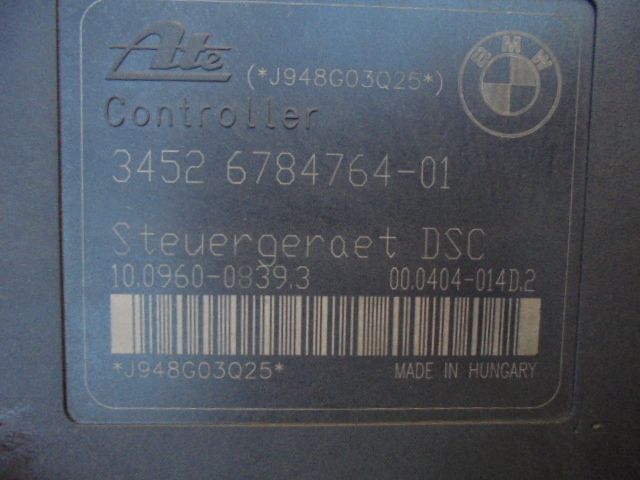 Ate (*J948G03Q25*) BMW
Controller
3452 6784764-01
Steuergeraet DSC
10.0960-0839.3 00.0404-014D.2
*J948G03Q25* MADE IN HUNGARY